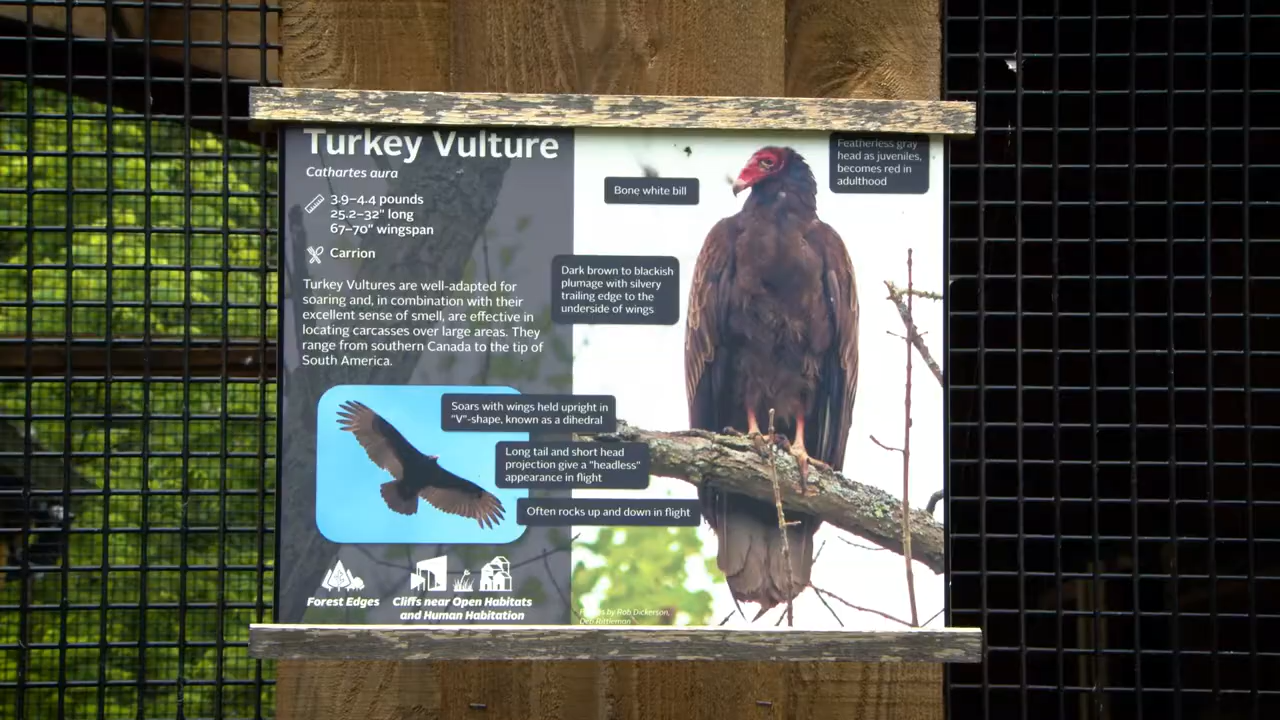 Turkey Vulture
Cathartes aura
3.9–4.4 pounds
25.2–32" long
67–70" wingspan
Carrion
Turkey Vultures are well-adapted for
soaring and, in combination with their
excellent sense of smell, are effective in
locating carcasses over large areas. They
range from southern Canada to the tip of
South America.
Bone white bill
Featherless gray
head as juveniles,
becomes red in
adulthood
Dark brown to blackish
plumage with silvery
trailing edge to the
underside of wings
Soars with wings held upright in
"V"-shape, known as a dihedral
Long tail and short head
projection give a "headless"
appearance in flight
Often rocks up and down in flight
Forest Edges
Cliffs near Open Habitats
and Human Habitation
by Rob Dickerson,
Deb Rittleman